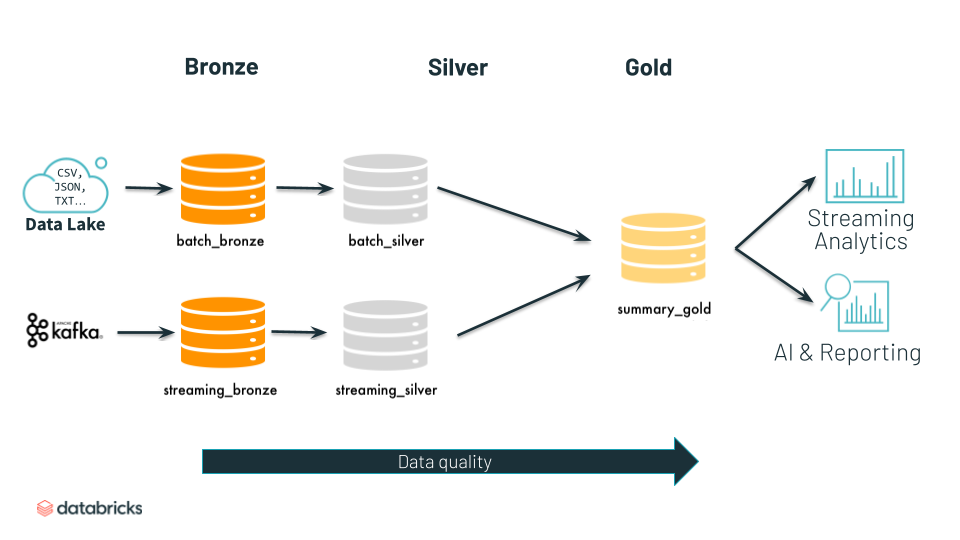 Bronze
Silver
Gold
CSV,
JSON,
TXT...
Data Lake
batch_bronze
batch_silver
Streaming
Analytics
summary_gold
APACHE
kafka
AI & Reporting
streaming_bronze
streaming_silver
Data quality
databricks